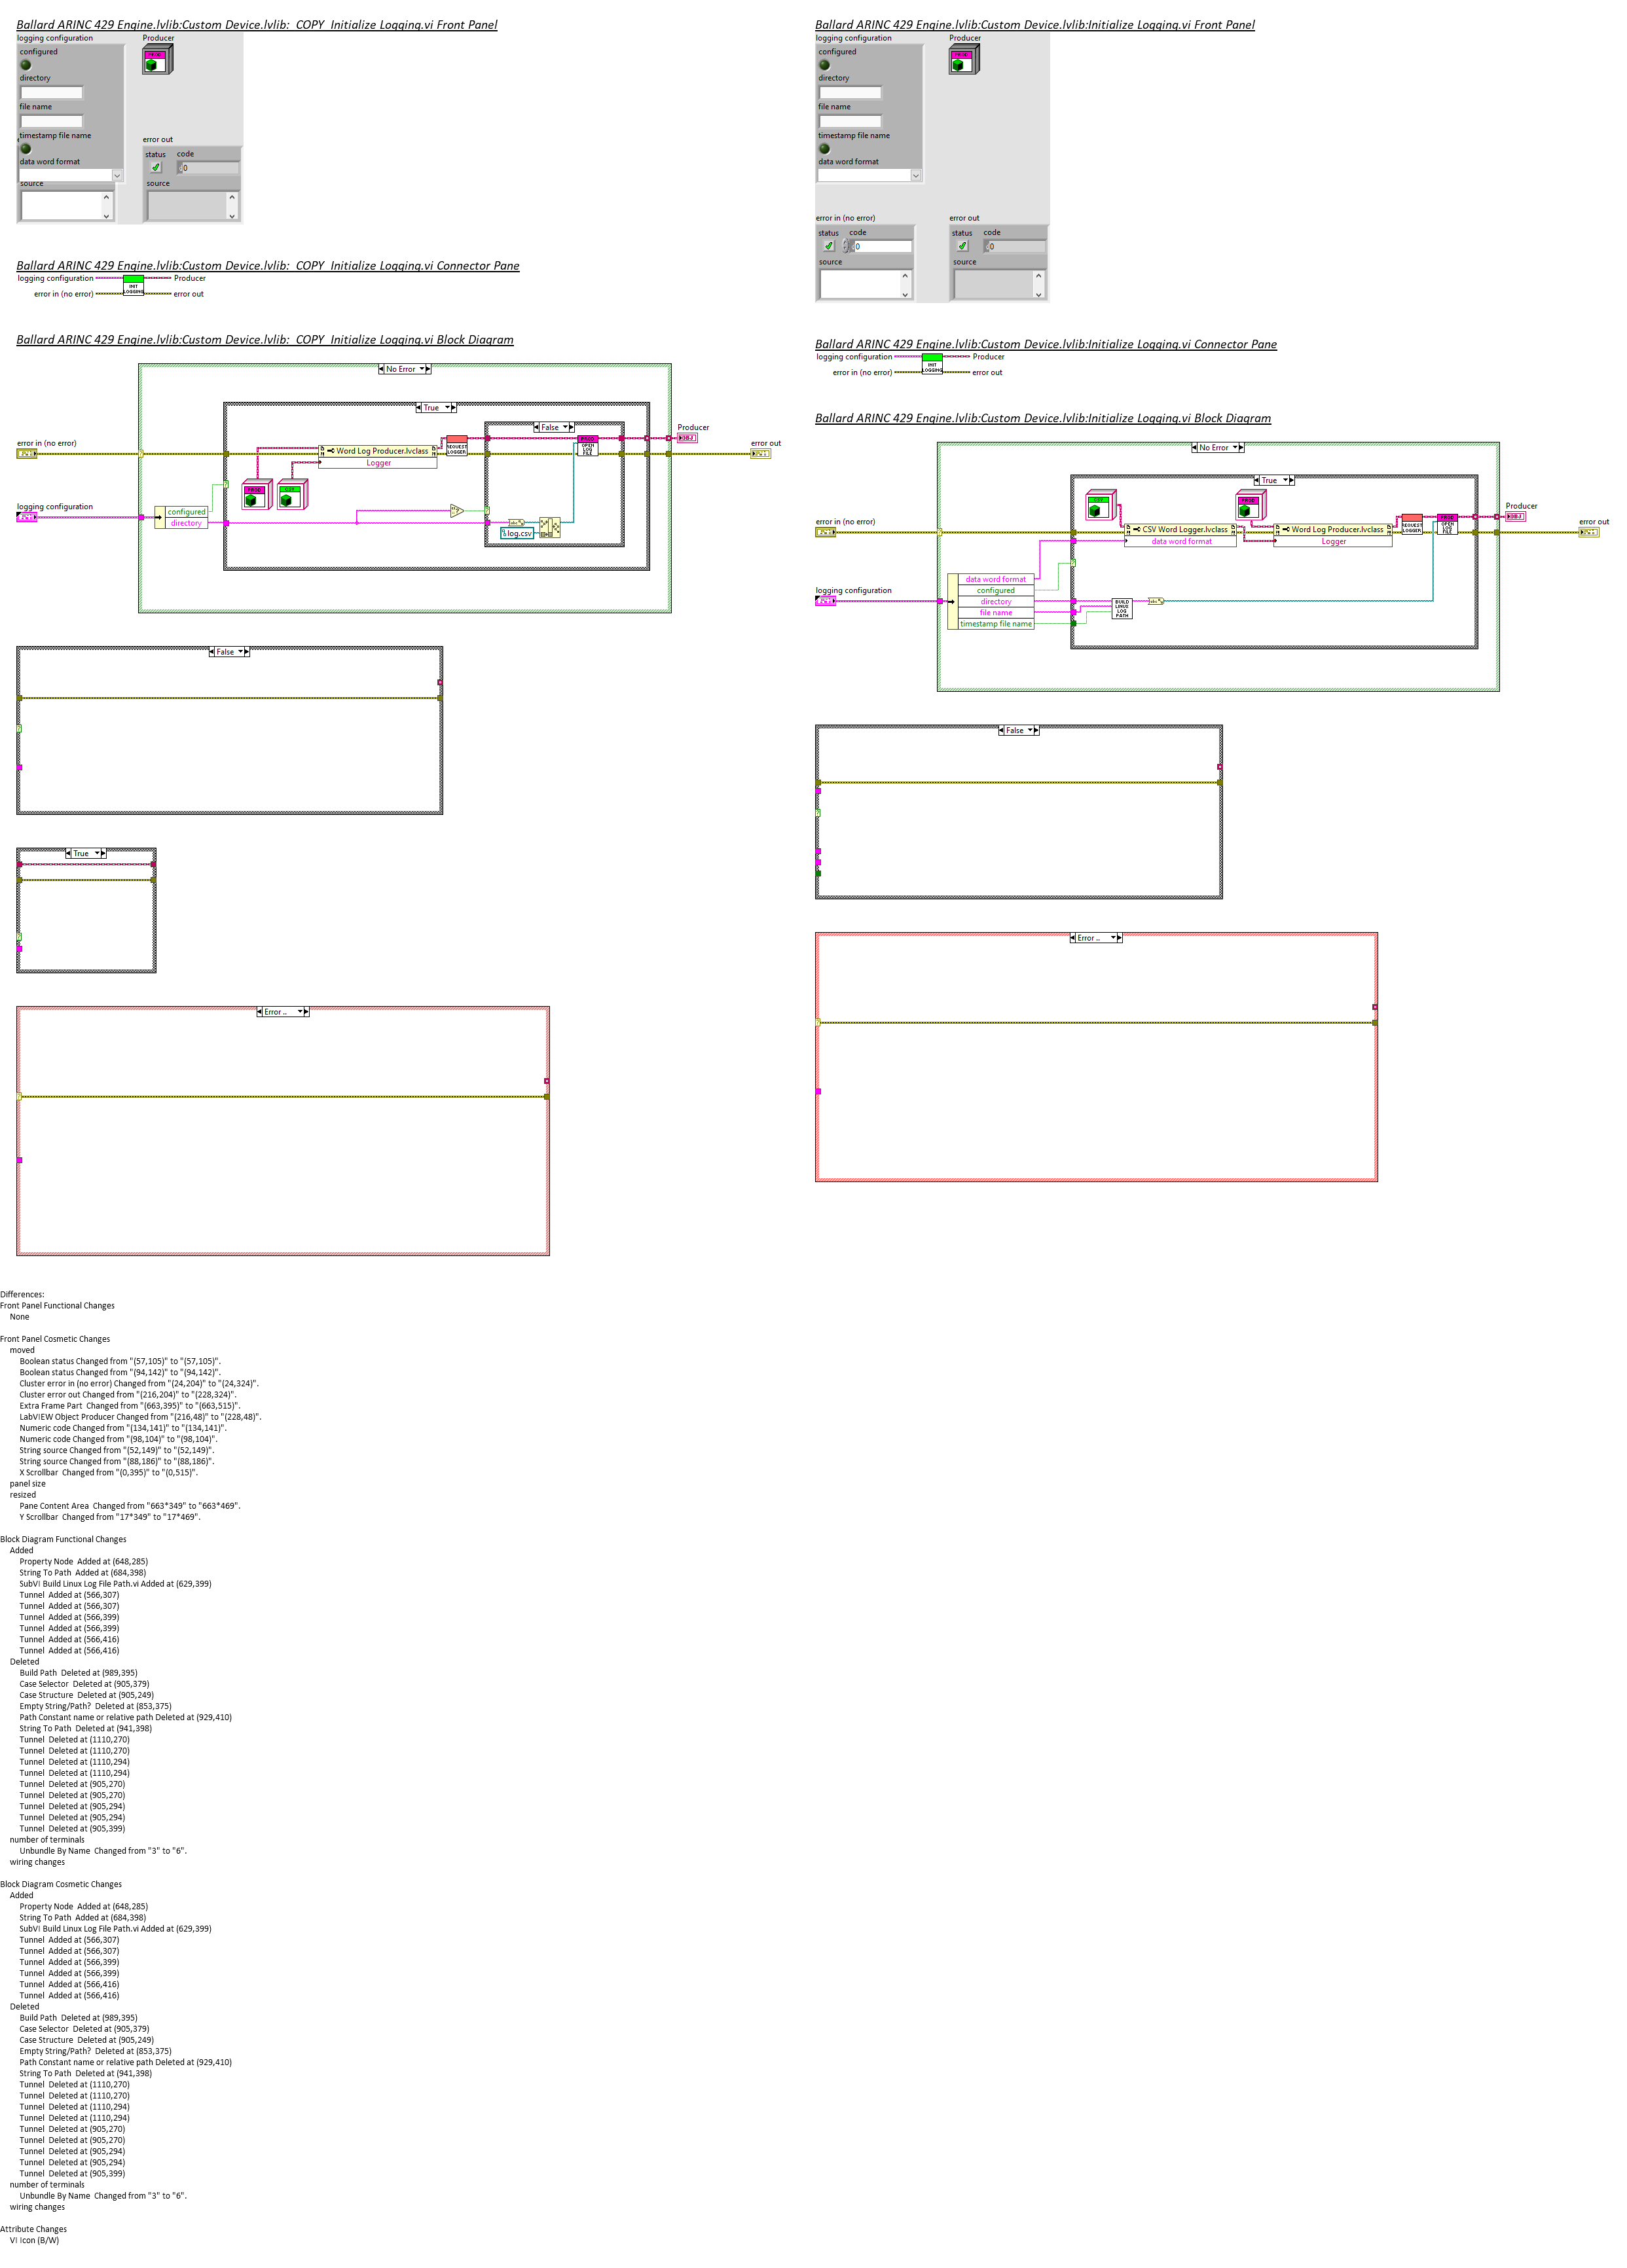 Ballard ARINC 429 Engine.lvlib:Custom Device.lvlib:_COPY_Initialize Logging.vi Front Panel
logging configuration
Producer
configured
PROD
directory
file name
timestamp file name
error out
status
code
data word format
0
source
source
Ballard ARINC 429 Engine.lvlib:Custom Device.lvlib:_COPY_Initialize Logging.vi Connector Pane
logging configuration
Producer
INIT
LOGGING
error in (no error)
error out
Ballard ARINC 429 Engine.lvlib:Custom Device.lvlib:_COPY_Initialize Logging.vi Block Diagram
No Error
True
False
Producer
error in (no error)
REQUEST
LOGGER
PROD
OPEN
LOG
FILE
error out
Word Log Producer.lvclass
Logger
PROD
CSV
logging configuration
configured
directory
log.csv
False
True
Error ..
Ballard ARINC 429 Engine.lvlib:Custom Device.lvlib:Initialize Logging.vi Front Panel
logging configuration
Producer
configured
PROD
directory
file name
timestamp file name
data word format
error in (no error)
error out
status
code
status
code
0
0
source
source
Ballard ARINC 429 Engine.lvlib:Custom Device.lvlib:Initialize Logging.vi Connector Pane
logging configuration
Producer
INIT
LOGGING
error in (no error)
error out
Ballard ARINC 429 Engine.lvlib:Custom Device.lvlib:Initialize Logging.vi Block Diagram
No Error
True
CSV
PROD
Producer
error in (no error)
CSV Word Logger.lvclass
Word Log Producer.lvclass
REQUEST
LOGGER
PROD
OPEN
LOG
FILE
error out
data word format
Logger
data word format
configured
logging configuration
directory
file name
timestamp file name
BUILD
LINUX
LOG
PATH
False
Error ..
Differences:
Front Panel Functional Changes
None
Front Panel Cosmetic Changes
moved
Boolean status Changed from "(57,105)" to "(57,105)".
Boolean status Changed from "(94,142)" to "(94,142)".
Cluster error in (no error) Changed from "(24,204)" to "(24,324)".
Cluster error out Changed from "(216,204)" to "(228,324)".
Extra Frame Part  Changed from "(663,395)" to "(663,515)".
LabVIEW Object Producer Changed from "(216,48)" to "(228,48)".
Numeric code Changed from "(134,141)" to "(134,141)".
Numeric code Changed from "(98,104)" to "(98,104)".
String source Changed from "(52,149)" to "(52,149)".
String source Changed from "(88,186)" to "(88,186)".
X Scrollbar  Changed from "(0,395)" to "(0,515)".
panel size
resized
Pane Content Area  Changed from "663*349" to "663*469".
Y Scrollbar  Changed from "17*349" to "17*469".
Block Diagram Functional Changes
Added
Property Node  Added at (648,285)
String To Path  Added at (684,398)
SubVI Build Linux Log File Path.vi Added at (629,399)
Tunnel  Added at (566,307)
Tunnel  Added at (566,307)
Tunnel  Added at (566,399)
Tunnel  Added at (566,399)
Tunnel  Added at (566,416)
Tunnel  Added at (566,416)
Deleted
Build Path  Deleted at (989,395)
Case Selector  Deleted at (905,379)
Case Structure  Deleted at (905,249)
Empty String/Path?  Deleted at (853,375)
Path Constant name or relative path Deleted at (929,410)
String To Path  Deleted at (941,398)
Tunnel  Deleted at (1110,270)
Tunnel  Deleted at (1110,270)
Tunnel  Deleted at (1110,294)
Tunnel  Deleted at (1110,294)
Tunnel  Deleted at (905,270)
Tunnel  Deleted at (905,270)
Tunnel  Deleted at (905,294)
Tunnel  Deleted at (905,294)
Tunnel  Deleted at (905,399)
number of terminals
Unbundle By Name  Changed from "3" to "6".
wiring changes
Block Diagram Cosmetic Changes
Added
Property Node  Added at (648,285)
String To Path  Added at (684,398)
SubVI Build Linux Log File Path.vi Added at (629,399)
Tunnel  Added at (566,307)
Tunnel  Added at (566,307)
Tunnel  Added at (566,399)
Tunnel  Added at (566,399)
Tunnel  Added at (566,416)
Tunnel  Added at (566,416)
Deleted
Build Path  Deleted at (989,395)
Case Selector  Deleted at (905,379)
Case Structure  Deleted at (905,249)
Empty String/Path?  Deleted at (853,375)
Path Constant name or relative path Deleted at (929,410)
String To Path  Deleted at (941,398)
Tunnel  Deleted at (1110,270)
Tunnel  Deleted at (1110,270)
Tunnel  Deleted at (1110,294)
Tunnel  Deleted at (1110,294)
Tunnel  Deleted at (905,270)
Tunnel  Deleted at (905,270)
Tunnel  Deleted at (905,294)
Tunnel  Deleted at (905,294)
Tunnel  Deleted at (905,399)
number of terminals
Unbundle By Name  Changed from "3" to "6".
wiring changes
Attribute Changes
VI Icon (B/W)